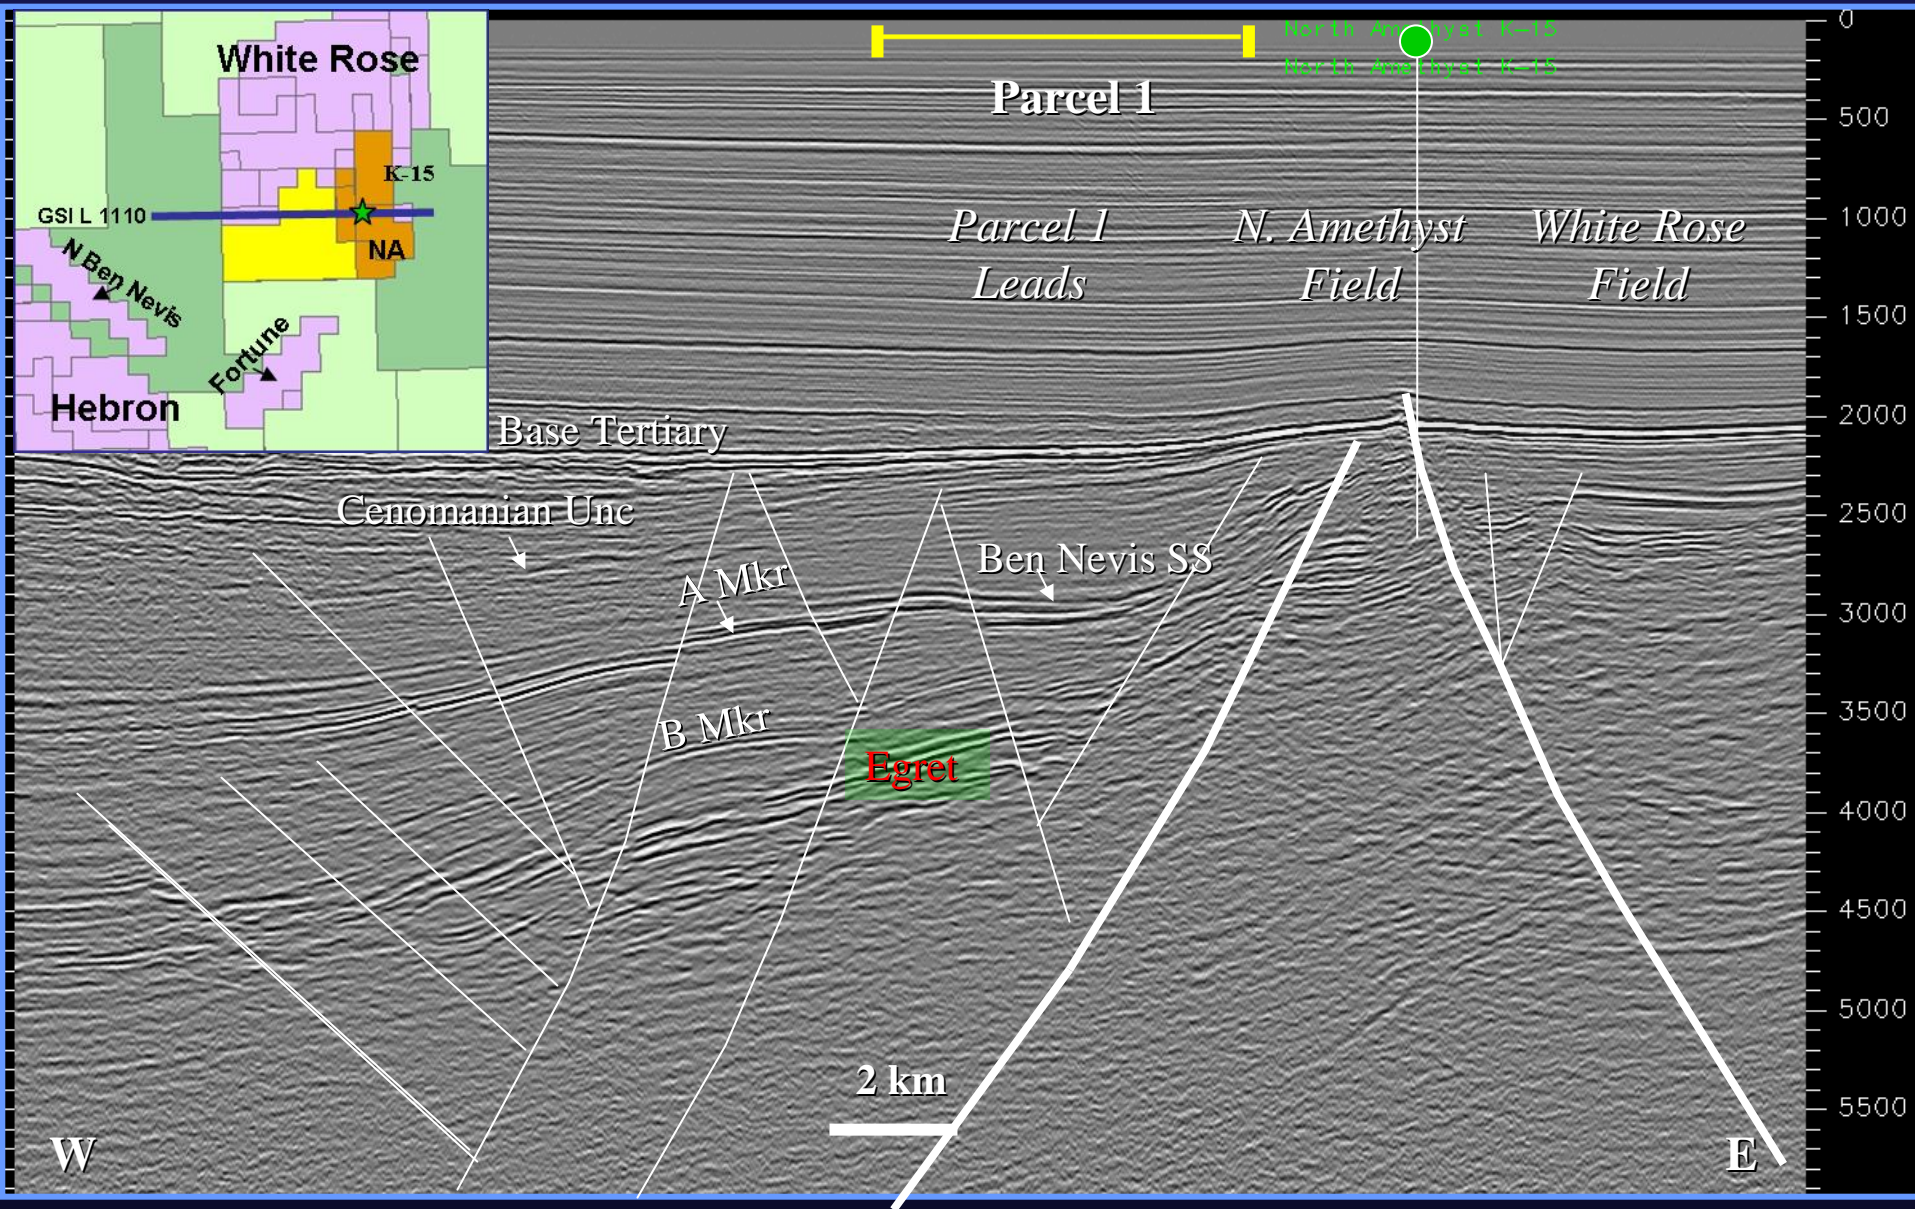 White Rose
K-15
GSI L 1110
NA
N Ben Nevis
Fortune
Hebron
North Amethyst K-15
North Amethyst K-15
Parcel 1
Parcel 1
Leads
N. Amethyst
Field
White Rose
Field
Base Tertiary
Cenomanian Unc
A Mkr
Ben Nevis SS
B Mkr
Egret
2 km
W
E
0
500
1000
1500
2000
2500
3000
3500
4000
4500
5000
5500